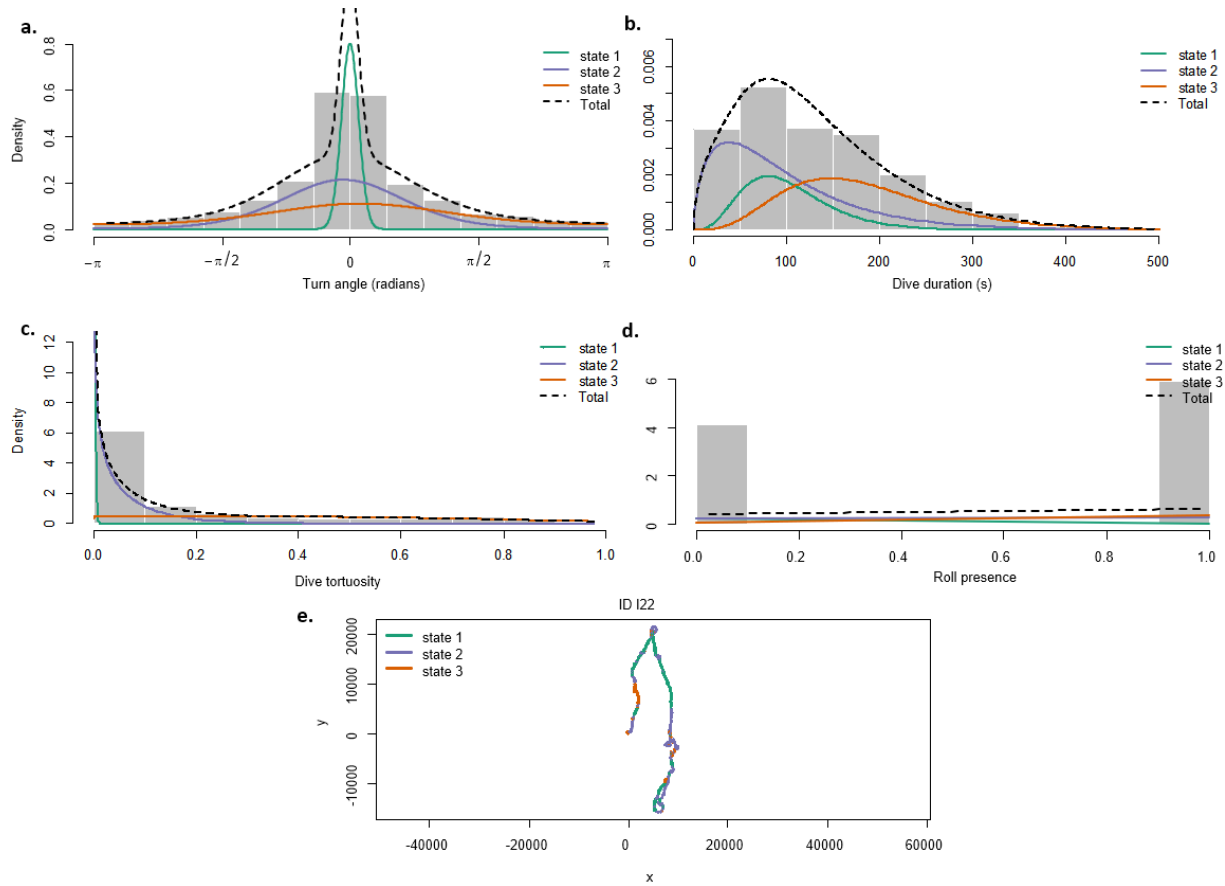 a.
Density
0.8
0.6
0.4
0.2
0.0
−π
−π/2
0
π/2
π
Turn angle (radians)
state 1
state 2
state 3
Total
b.
0.006
0.004
0.002
0.000
0
100
200
300
400
500
Dive duration (s)
state 1
state 2
state 3
Total
c.
Density
12
10
8
6
4
2
0
0.0
0.2
0.4
0.6
0.8
1.0
Dive tortuosity
state 1
state 2
state 3
Total
d.
6
4
2
0
0.0
0.2
0.4
0.6
0.8
1.0
Roll presence
state 1
state 2
state 3
Total
e.
ID I22
y
20000
10000
0
-10000
-40000
-20000
0
20000
40000
60000
x
state 1
state 2
state 3